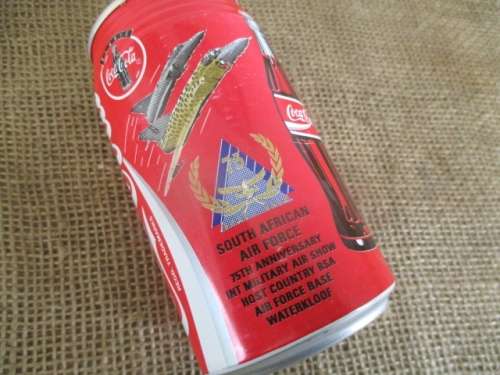 Coca-Cola
75
Coca-Cola
SOUTH AFRICAN
AIR FORCE
75TH ANNIVERSARY
INT MILITARY AIR SHOW
HOST COUNTRY RSA
AIR FORCE BASE
WATERKLOOF